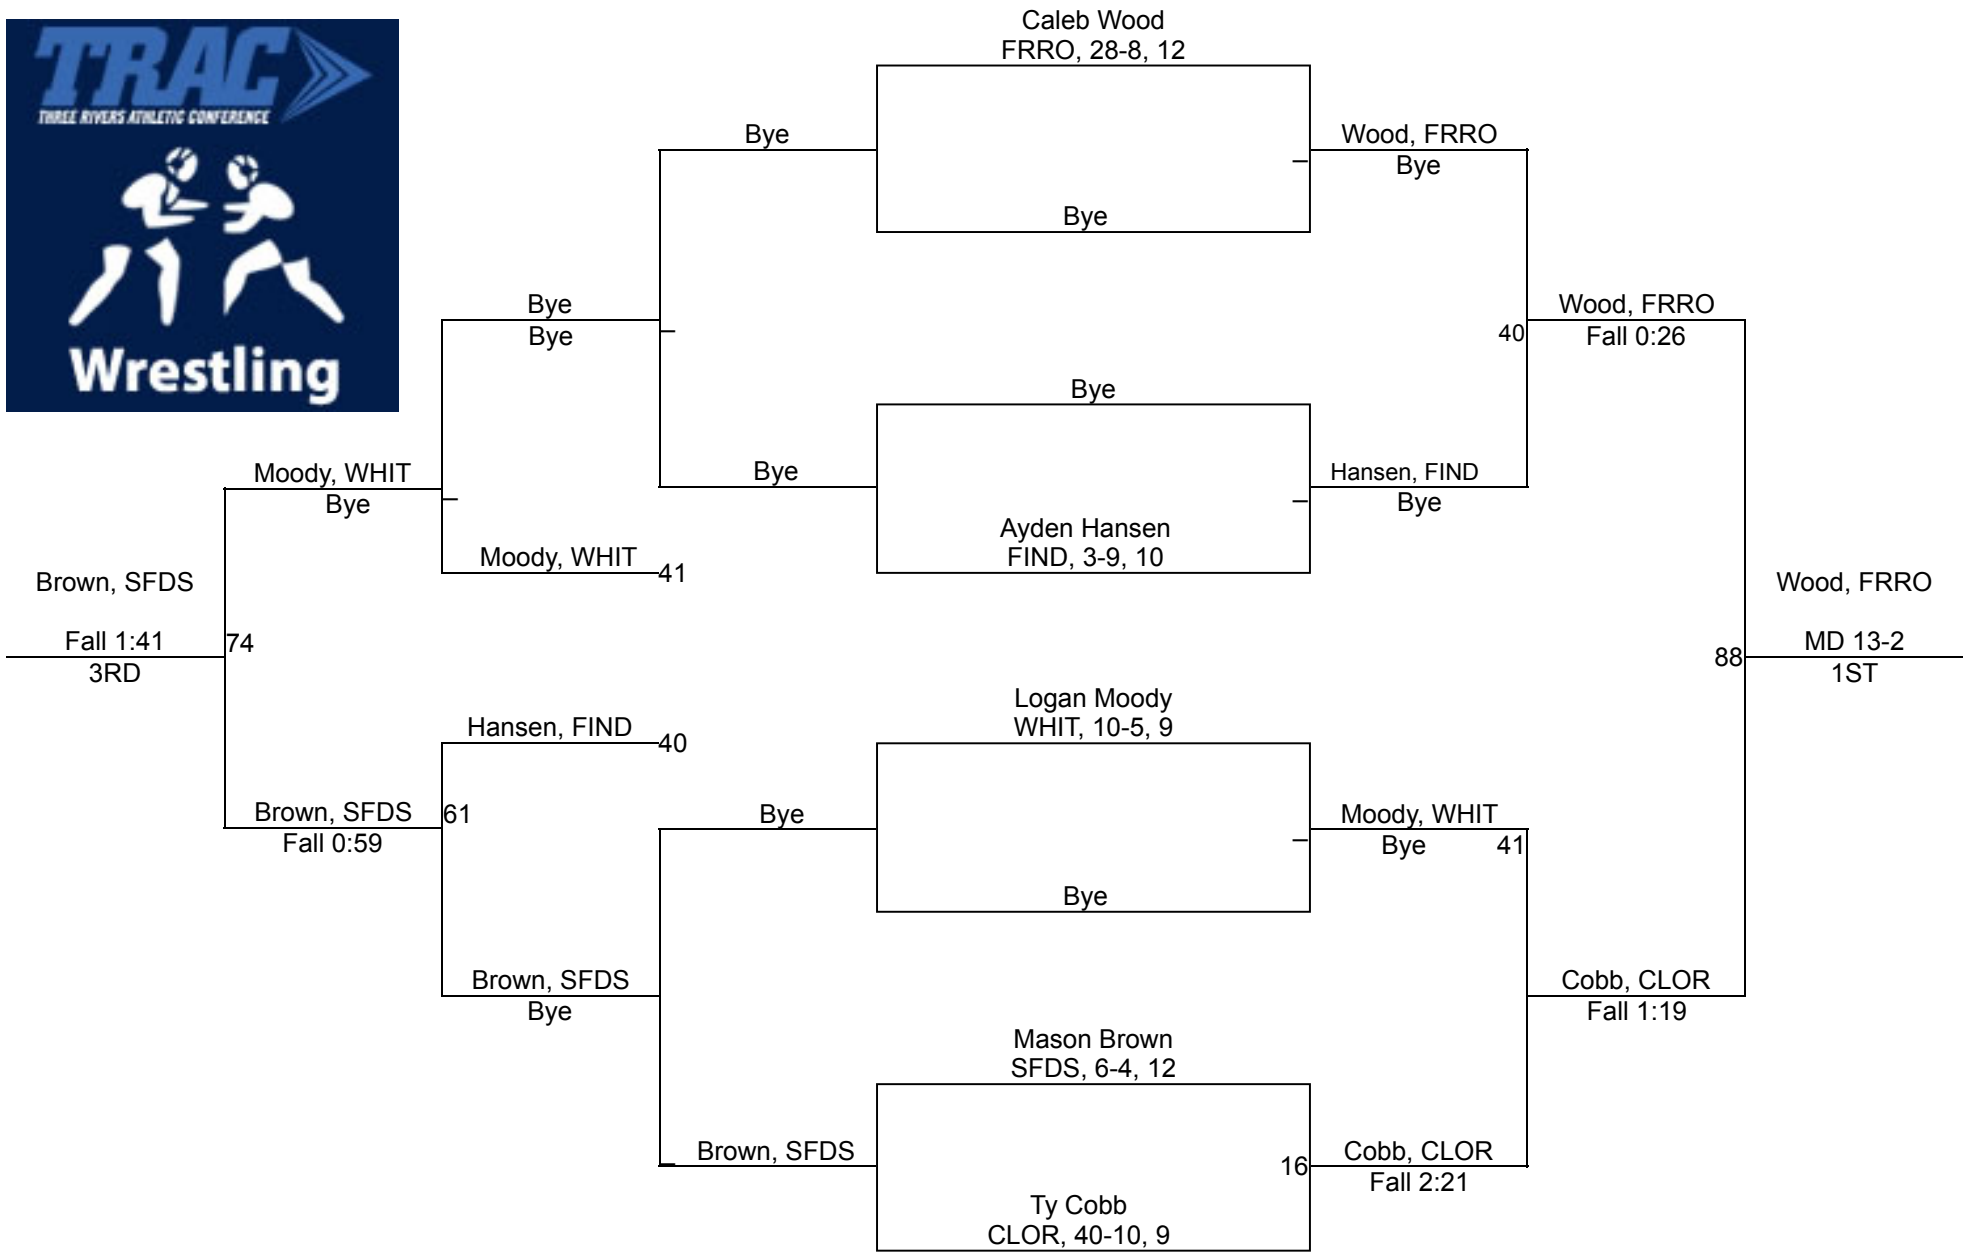 TRAC
THREE RIVERS ATHLETIC CONFERENCE
Wrestling
Caleb Wood
FRRO, 28-8, 12
Bye
Wood, FRRO
Bye
Bye
Bye
Bye
40
Wood, FRRO
Fall 0:26
Bye
Moody, WHIT
Bye
Bye
Hansen, FIND
Bye
Ayden Hansen
FIND, 3-9, 10
Moody, WHIT
41
Brown, SFDS
Fall 1:41
3RD
74
Wood, FRRO
88
MD 13-2
1ST
Logan Moody
WHIT, 10-5, 9
Hansen, FIND
40
Brown, SFDS
Fall 0:59
61
Bye
Moody, WHIT
Bye
41
Bye
Brown, SFDS
Bye
Cobb, CLOR
Fall 1:19
Mason Brown
SFDS, 6-4, 12
Brown, SFDS
16
Cobb, CLOR
Fall 2:21
Ty Cobb
CLOR, 40-10, 9